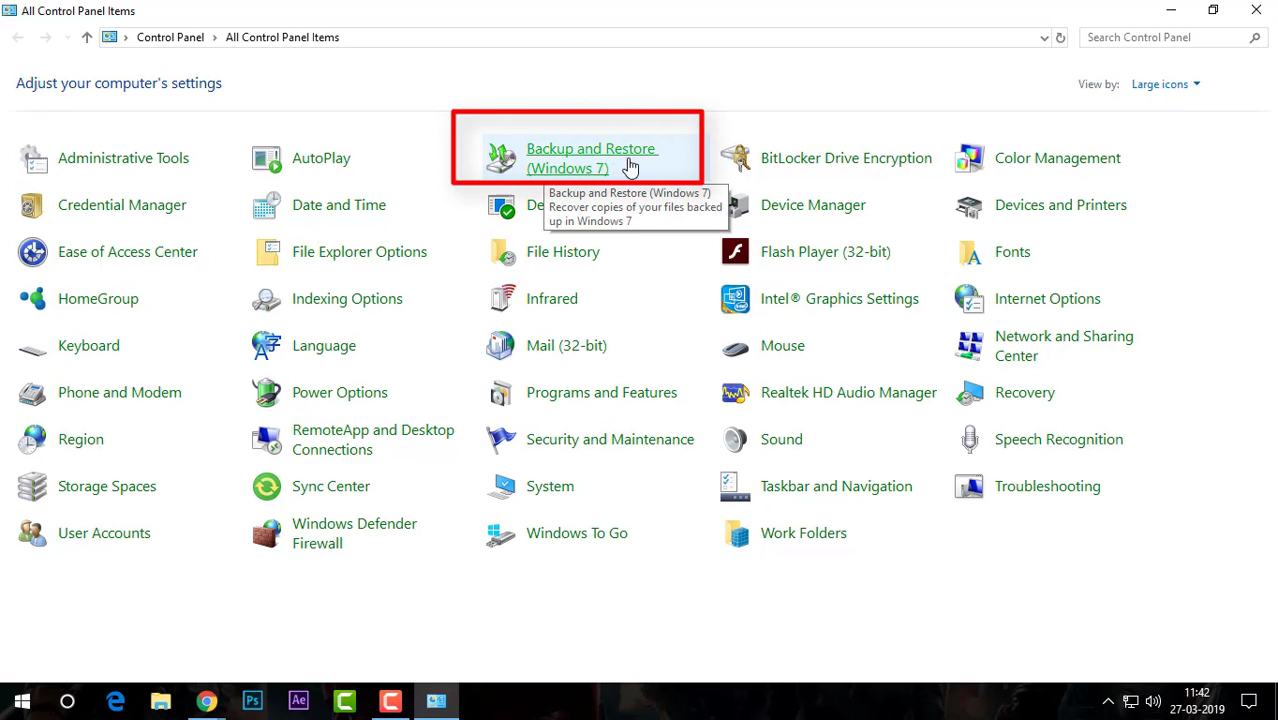 All Control Panel Items
Control Panel
All Control Panel Items
Search Control Panel
Adjust your computer's settings
View by:
Large icons
Administrative Tools
AutoPlay
Backup and Restore
(Windows 7)
BitLocker Drive Encryption
Color Management
Backup and Restore (Windows 7)
Recover copies of your files backed
up in Windows 7
Credential Manager
Date and Time
De
Device Manager
Devices and Printers
Ease of Access Center
File Explorer Options
File History
Flash Player (32-bit)
Fonts
HomeGroup
Indexing Options
Infrared
Intel® Graphics Settings
Internet Options
Keyboard
Language
Mail (32-bit)
Mouse
Network and Sharing
Center
Phone and Modem
Power Options
Programs and Features
Realtek HD Audio Manager
Recovery
Region
RemoteApp and Desktop
Connections
Security and Maintenance
Sound
Speech Recognition
Storage Spaces
Sync Center
System
Taskbar and Navigation
Troubleshooting
User Accounts
Windows Defender
Firewall
Windows To Go
Work Folders
Ps
Ae
11:42
27-03-2019